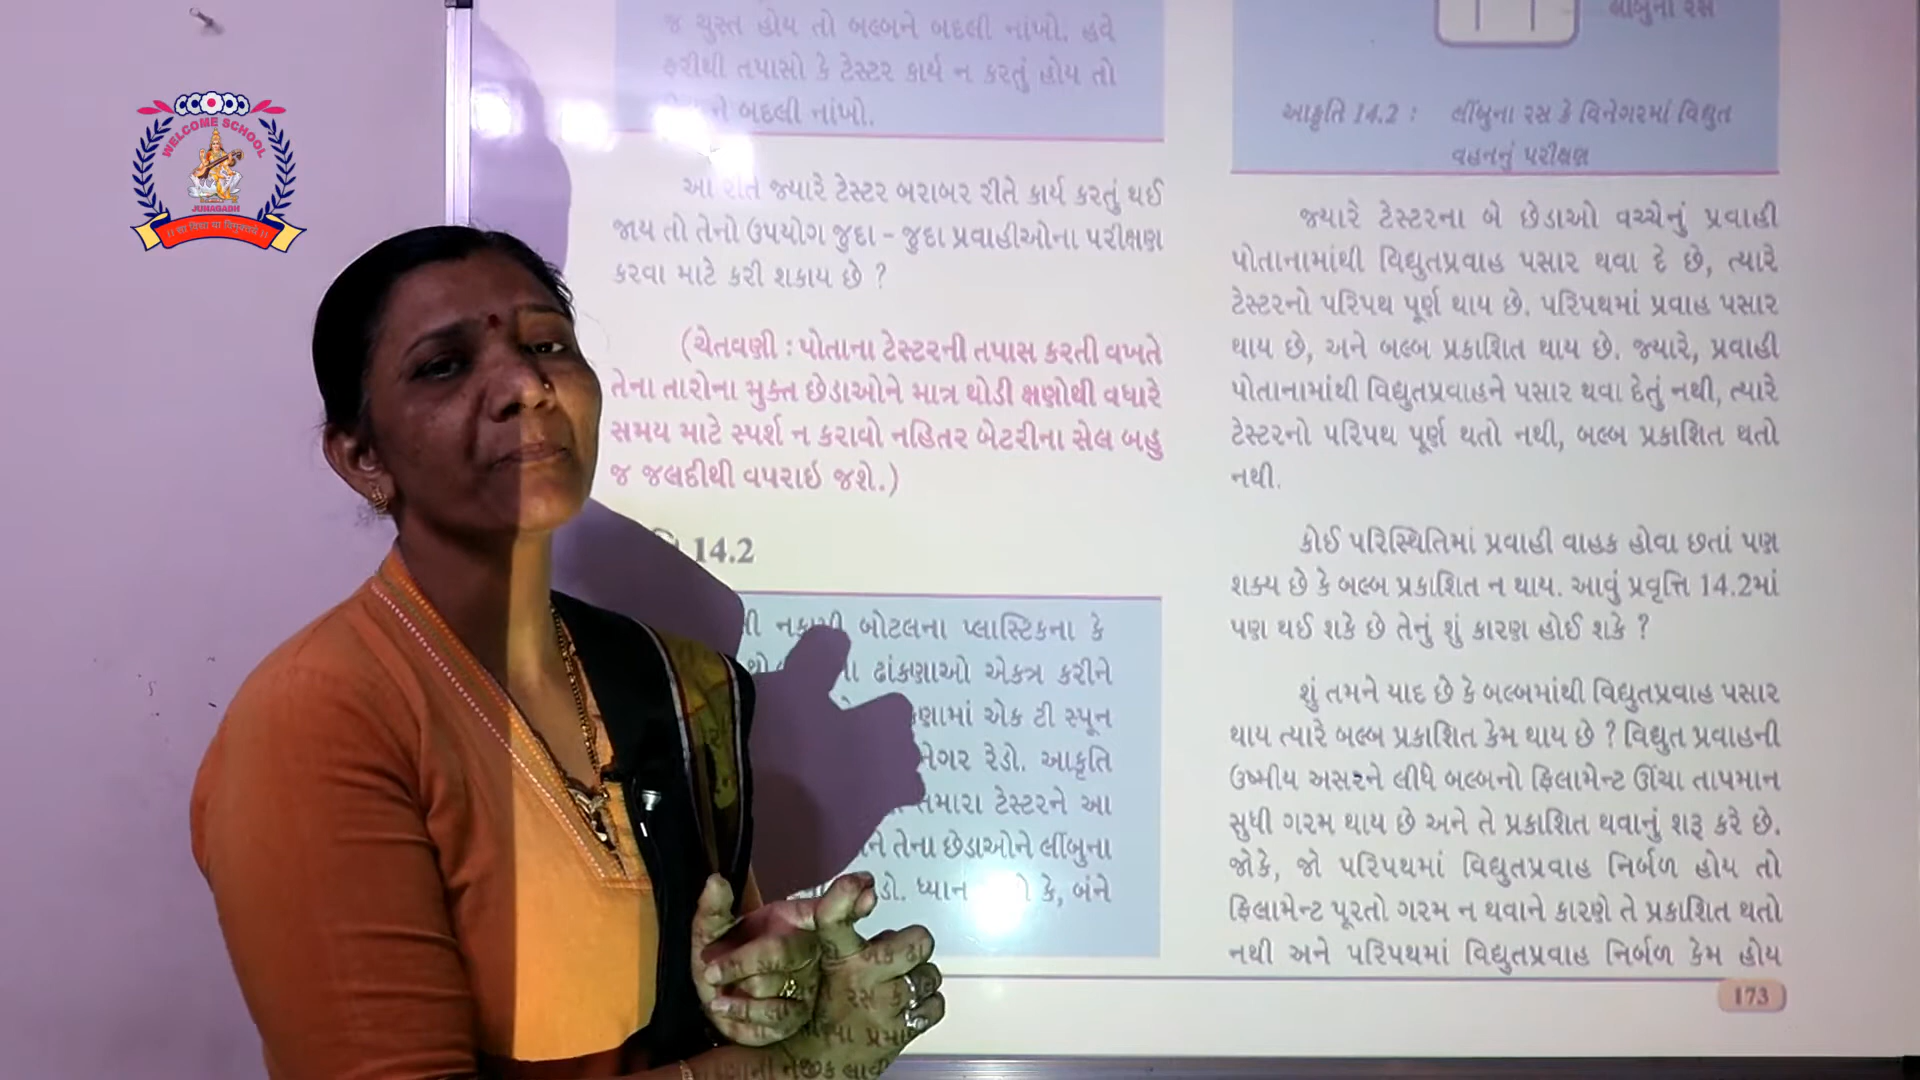 WELCOME SCHOOL
JUNAGADH
|| सा विद्या या विमुक्तये ||
જ ચુસ્ત હોય તો બલ્બને બદલી નાંખો. હવે
ફરીથી તપાસો કે ટેસ્ટર કાર્ય ન કરતું હોય તો
ને બદલી નાંખો.
આ રીતે જ્યારે ટેસ્ટર બરાબર રીતે કાર્ય કરતું થઈ
જાય તો તેનો ઉપયોગ જુદા - જુદા પ્રવાહીઓના પરીક્ષણ
કરવા માટે કરી શકાય છે ?
(ચેતવણી : પોતાના ટેસ્ટરની તપાસ કરતી વખતે
તેના તારોના મુક્ત છેડાઓને માત્ર થોડી ક્ષણોથી વધારે
સમય માટે સ્પર્શ ન કરાવો નહિતર બેટરીના સેલ બહુ
જ જલદીથી વપરાઇ જશે.)
14.2
નકામી બોટલના પ્લાસ્ટિકના કે
ઢાંકણાઓ એકત્ર કરીને
એક ટી સ્પૂન
રેડો. આકૃતિ
તમારા ટેસ્ટરને આ
તેના છેડાઓને લીંબુના
ધ્યાન કે, બંને
લીંબુનો રસ
આકૃતિ 14.2 : લીંબુના રસ કે વિનેગરમાં વિદ્યુત
વહનનું પરીક્ષણ
જ્યારે ટેસ્ટરના બે છેડાઓ વચ્ચેનું પ્રવાહી
પોતાનામાંથી વિદ્યુતપ્રવાહ પસાર થવા દે છે, ત્યારે
ટેસ્ટરનો પરિપથ પૂર્ણ થાય છે. પરિપથમાં પ્રવાહ પસાર
થાય છે, અને બલ્બ પ્રકાશિત થાય છે. જ્યારે, પ્રવાહી
પોતાનામાંથી વિદ્યુતપ્રવાહને પસાર થવા દેતું નથી, ત્યારે
ટેસ્ટરનો પરિપથ પૂર્ણ થતો નથી, બલ્બ પ્રકાશિત થતો
નથી.
કોઈ પરિસ્થિતિમાં પ્રવાહી વાહક હોવા છતાં પણ
શક્ય છે કે બલ્બ પ્રકાશિત ન થાય. આવું પ્રવૃત્તિ 14.2માં
પણ થઈ શકે છે તેનું શું કારણ હોઈ શકે ?
શું તમને યાદ છે કે બલ્બમાંથી વિદ્યુતપ્રવાહ પસાર
થાય ત્યારે બલ્બ પ્રકાશિત કેમ થાય છે ? વિદ્યુત પ્રવાહની
ઉષ્મીય અસરને લીધે બલ્બનો ફિલામેન્ટ ઊંચા તાપમાન
સુધી ગરમ થાય છે અને તે પ્રકાશિત થવાનું શરૂ કરે છે.
જોકે, જો પરિપથમાં વિદ્યુતપ્રવાહ નિર્બળ હોય તો
ફિલામેન્ટ પૂરતો ગરમ ન થવાને કારણે તે પ્રકાશિત થતો
નથી અને પરિપથમાં વિદ્યુતપ્રવાહ નિર્બળ કેમ હોય
173